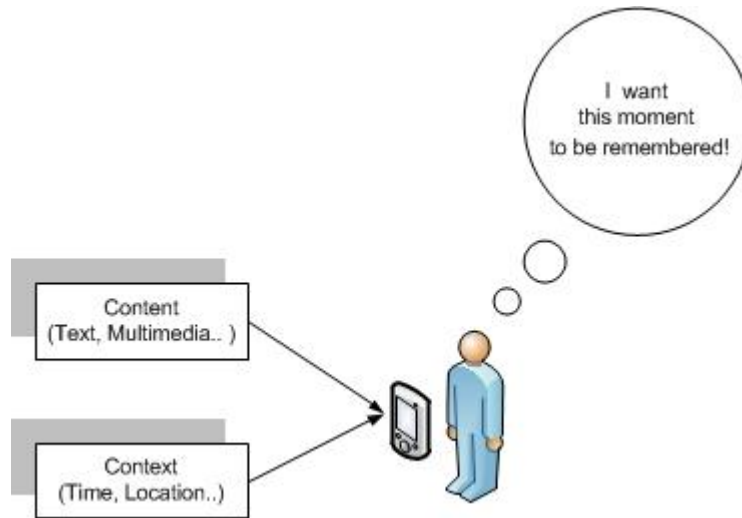 I want
this moment
to be remembered!
Content
(Text, Multimedia.. )
Context
(Time, Location..)